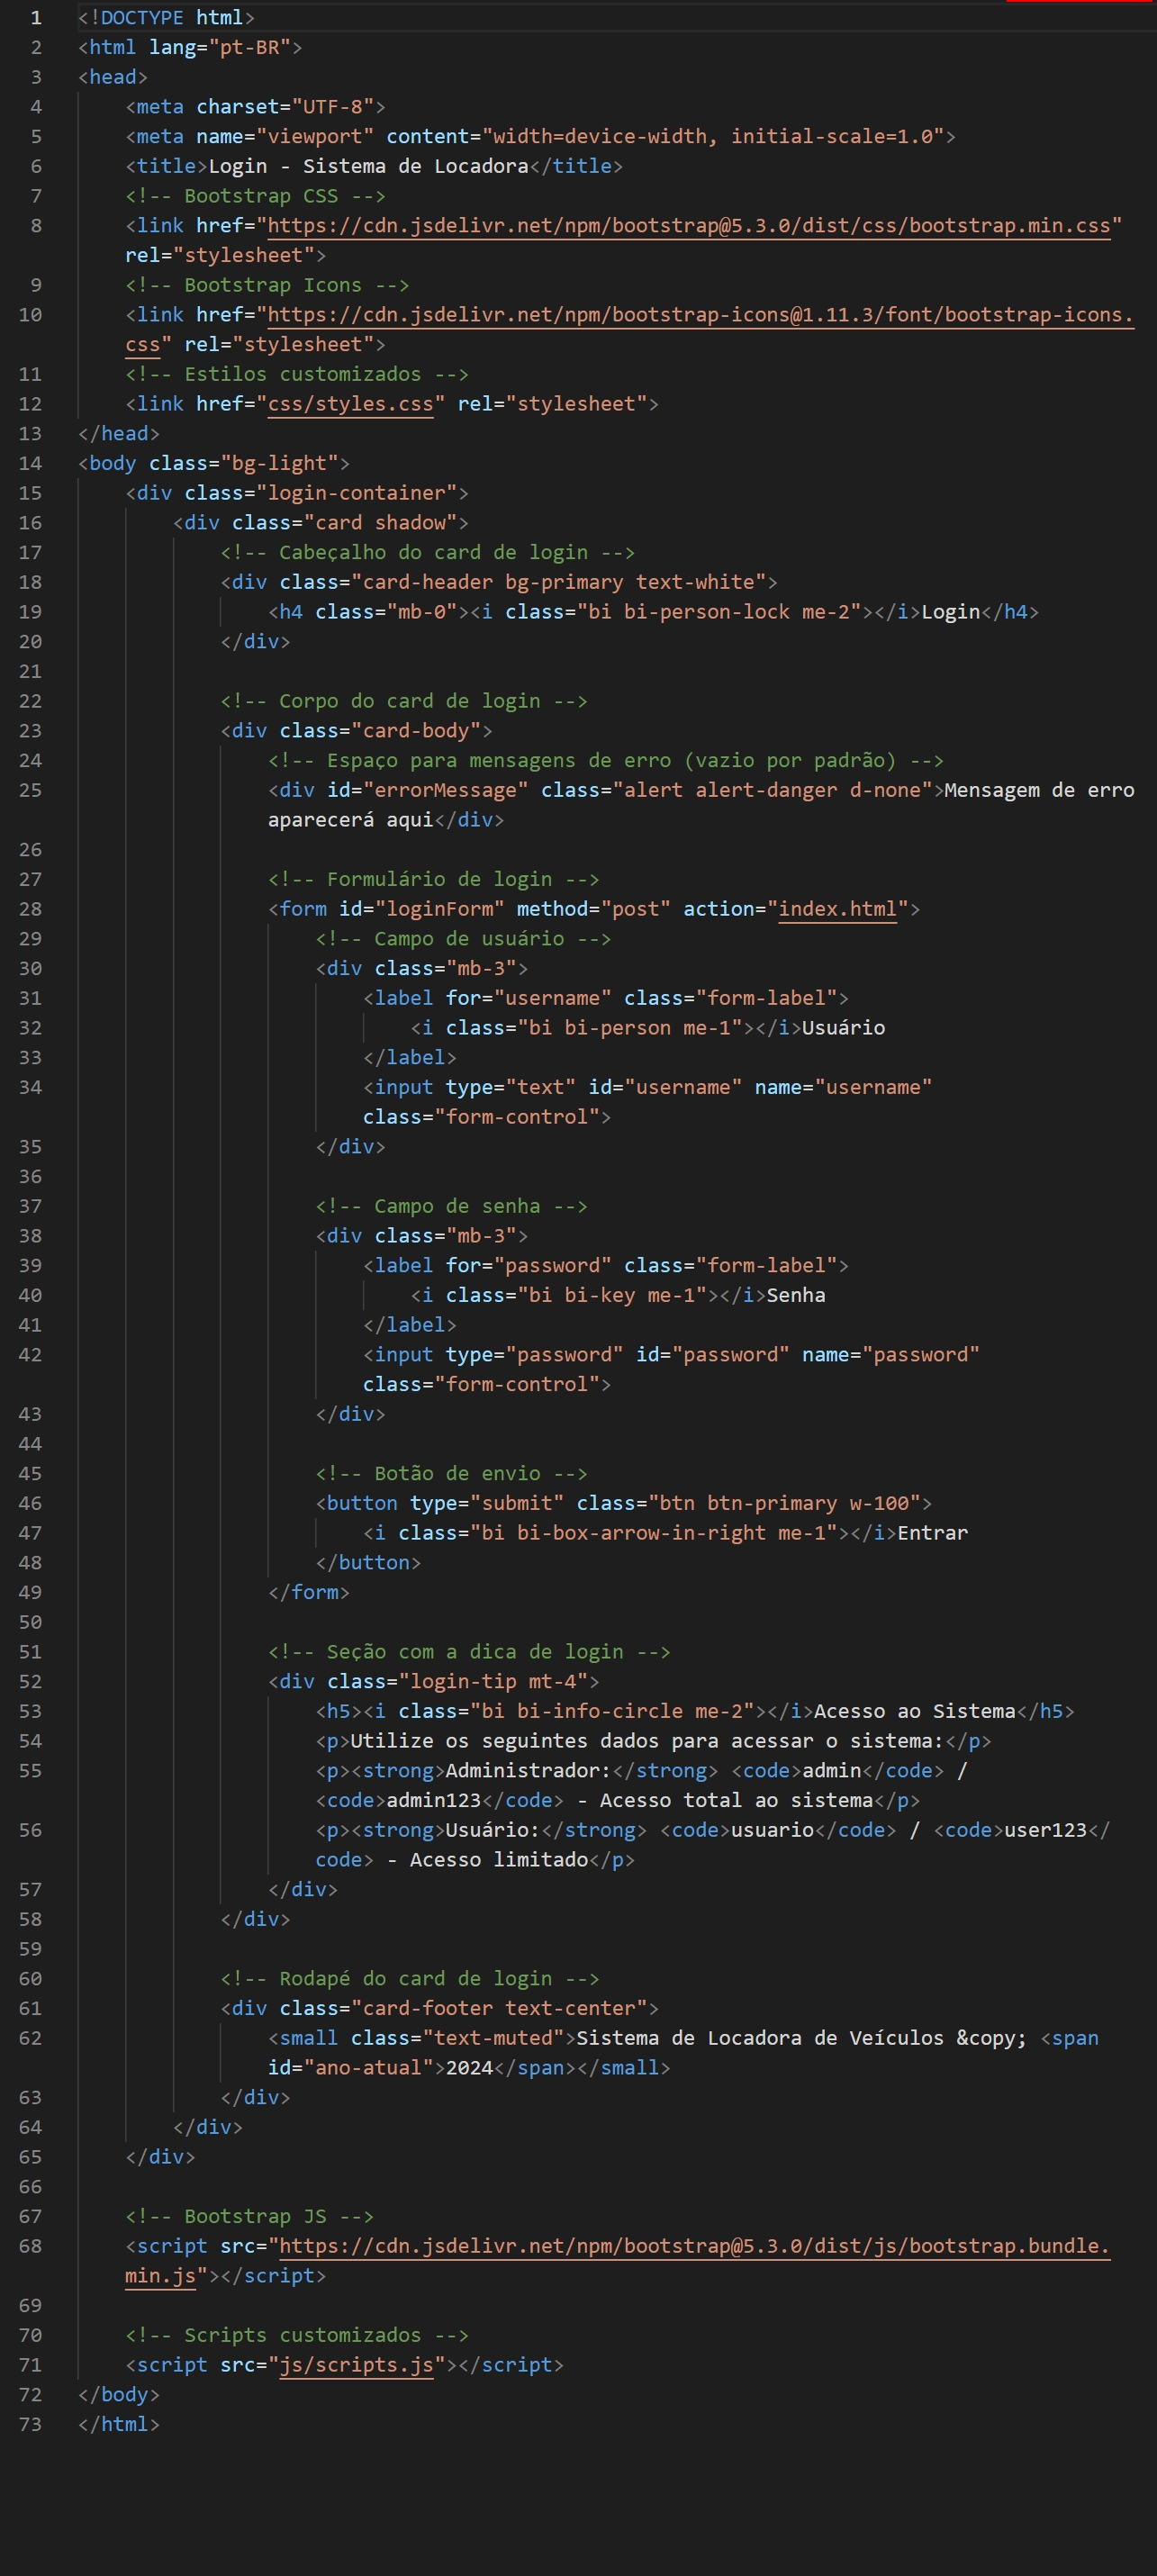 1 <!DOCTYPE html>
2 <html lang="pt-BR">
3 <head>
4 <meta charset="UTF-8">
5 <meta name="viewport" content="width=device-width, initial-scale=1.0">
6 <title>Login - Sistema de Locadora</title>
7 <!-- Bootstrap CSS -->
8 <link href="https://cdn.jsdelivr.net/npm/bootstrap@5.3.0/dist/css/bootstrap.min.css"
rel="stylesheet">
9 <!-- Bootstrap Icons -->
10 <link href="https://cdn.jsdelivr.net/npm/bootstrap-icons@1.11.3/font/bootstrap-icons.
css" rel="stylesheet">
11 <!-- Estilos customizados -->
12 <link href="css/styles.css" rel="stylesheet">
13 </head>
14 <body class="bg-light">
15 <div class="login-container">
16 <div class="card shadow">
17 <!-- Cabeçalho do card de login -->
18 <div class="card-header bg-primary text-white">
19 <h4 class="mb-0"><i class="bi bi-person-lock me-2"></i>Login</h4>
20 </div>
21
22 <!-- Corpo do card de login -->
23 <div class="card-body">
24 <!-- Espaço para mensagens de erro (vazio por padrão) -->
25 <div id="errorMessage" class="alert alert-danger d-none">Mensagem de erro
aparecerá aqui</div>
26
27 <!-- Formulário de login -->
28 <form id="loginForm" method="post" action="index.html">
29 <!-- Campo de usuário -->
30 <div class="mb-3">
31 <label for="username" class="form-label">
32 <i class="bi bi-person me-1"></i>Usuário
33 </label>
34 <input type="text" id="username" name="username"
class="form-control">
35 </div>
36
37 <!-- Campo de senha -->
38 <div class="mb-3">
39 <label for="password" class="form-label">
40 <i class="bi bi-key me-1"></i>Senha
41 </label>
42 <input type="password" id="password" name="password"
class="form-control">
43 </div>
44
45 <!-- Botão de envio -->
46 <button type="submit" class="btn btn-primary w-100">
47 <i class="bi bi-box-arrow-in-right me-1"></i>Entrar
48 </button>
49 </form>
50
51 <!-- Seção com a dica de login -->
52 <div class="login-tip mt-4">
53 <h5><i class="bi bi-info-circle me-2"></i>Acesso ao Sistema</h5>
54 <p>Utilize os seguintes dados para acessar o sistema:</p>
55 <p><strong>Administrador:</strong> <code>admin</code> /
<code>admin123</code> - Acesso total ao sistema</p>
56 <p><strong>Usuário:</strong> <code>usuario</code> / <code>user123</
code> - Acesso limitado</p>
57 </div>
58 </div>
59
60 <!-- Rodapé do card de login -->
61 <div class="card-footer text-center">
62 <small class="text-muted">Sistema de Locadora de Veículos &copy; <span
id="ano-atual">2024</span></small>
63 </div>
64 </div>
65 </div>
66
67 <!-- Bootstrap JS -->
68 <script src="https://cdn.jsdelivr.net/npm/bootstrap@5.3.0/dist/js/bootstrap.bundle.
min.js"></script>
69
70 <!-- Scripts customizados -->
71 <script src="js/scripts.js"></script>
72 </body>
73 </html>